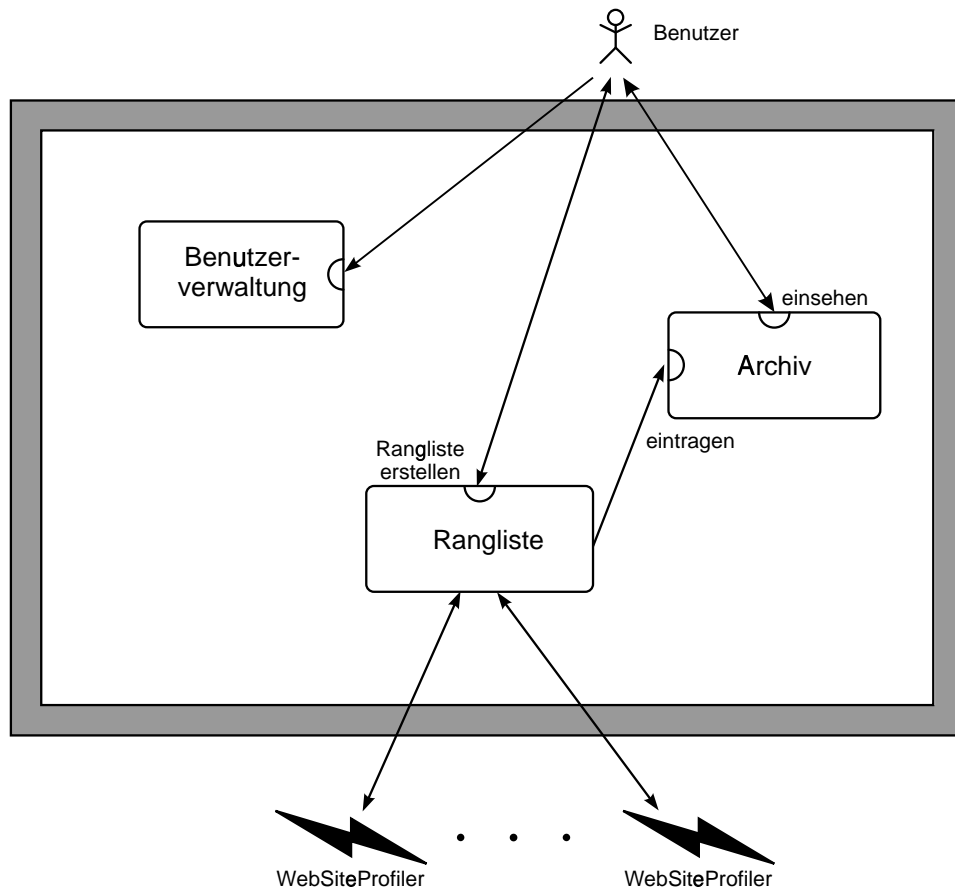 Benutzer
Benutzer-
verwaltung
einsehen
Archiv
eintragen
Rangliste
erstellen
Rangliste
. . .
WebSiteProfiler
WebSiteProfiler